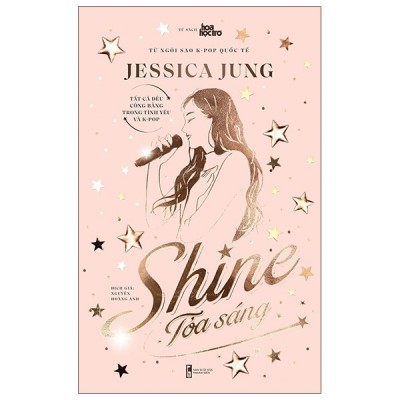 TỦ SÁCH
hoa
học trò
TỪ NGÔI SAO K-POP QUỐC TẾ
JESSICA JUNG
TẤT CẢ ĐỀU
CÔNG BẰNG
TRONG TÌNH YÊU
VÀ K-POP
Shine
Tỏa sáng
DỊCH GIẢ:
NGUYỄN
HOÀNG ANH